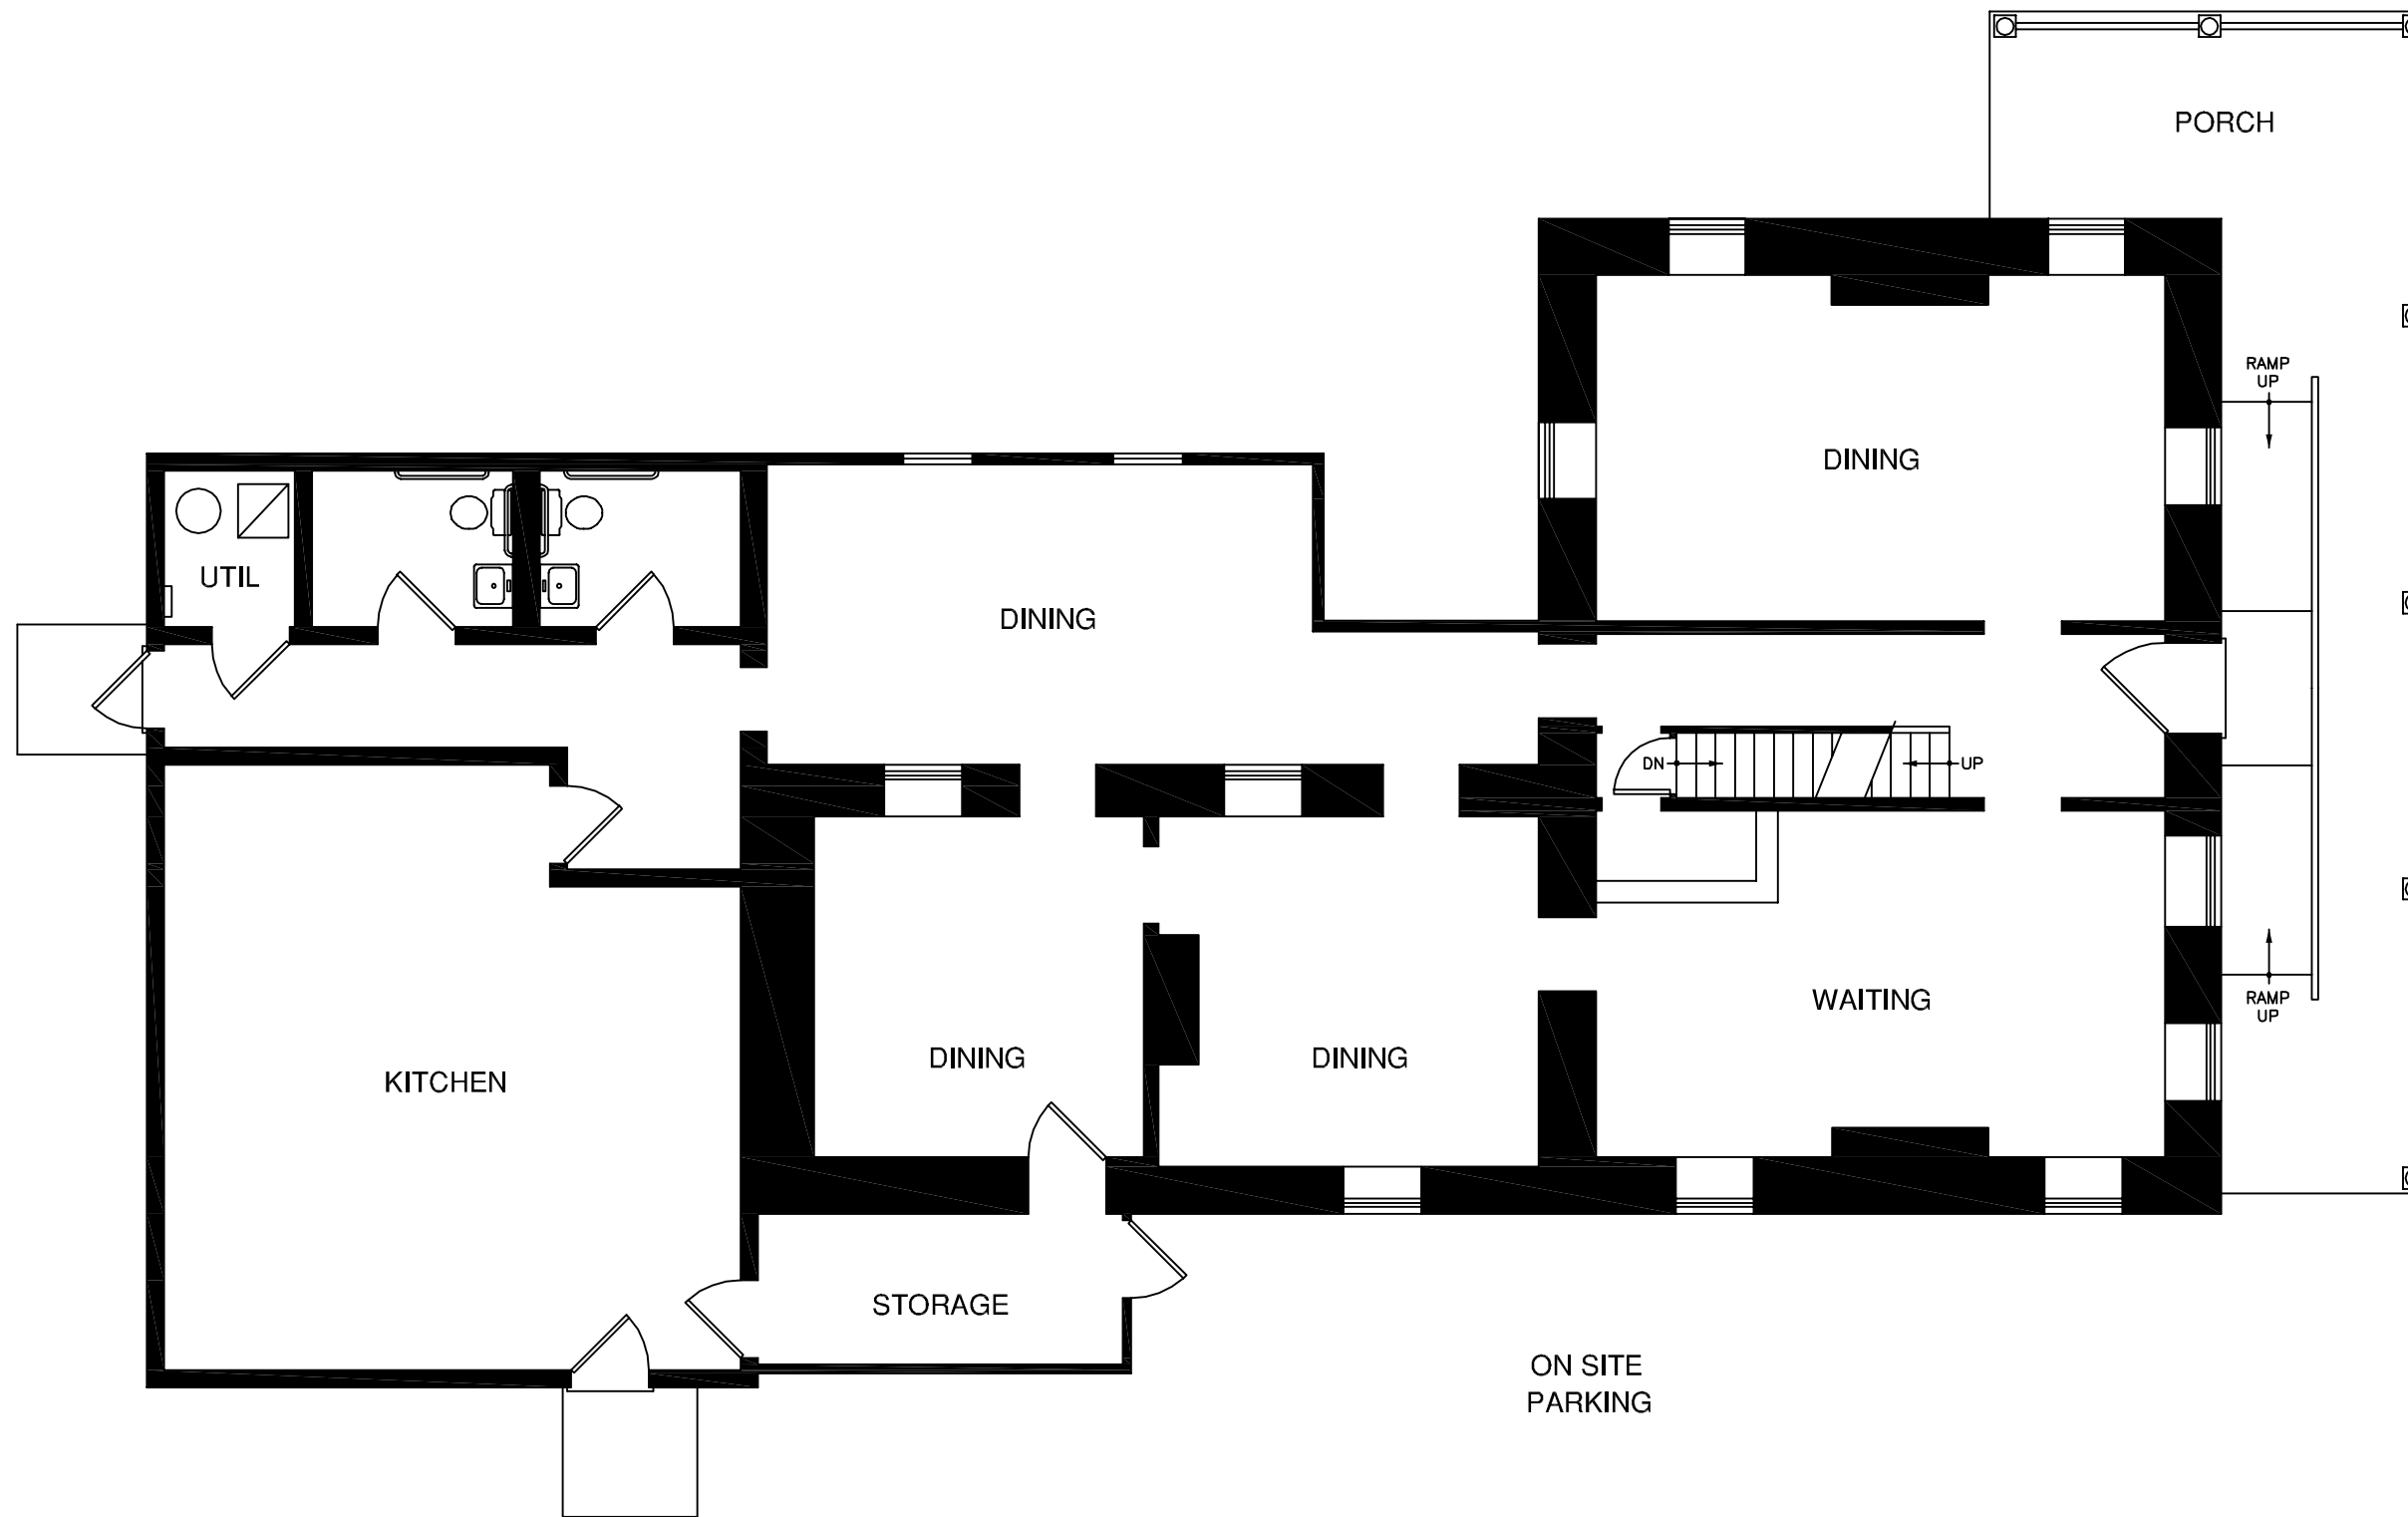 PORCH
RAMP
UP
DINING
UTIL
DINING
DN
UP
WAITING
RAMP
UP
DINING
DINING
KITCHEN
STORAGE
ON SITE
PARKING